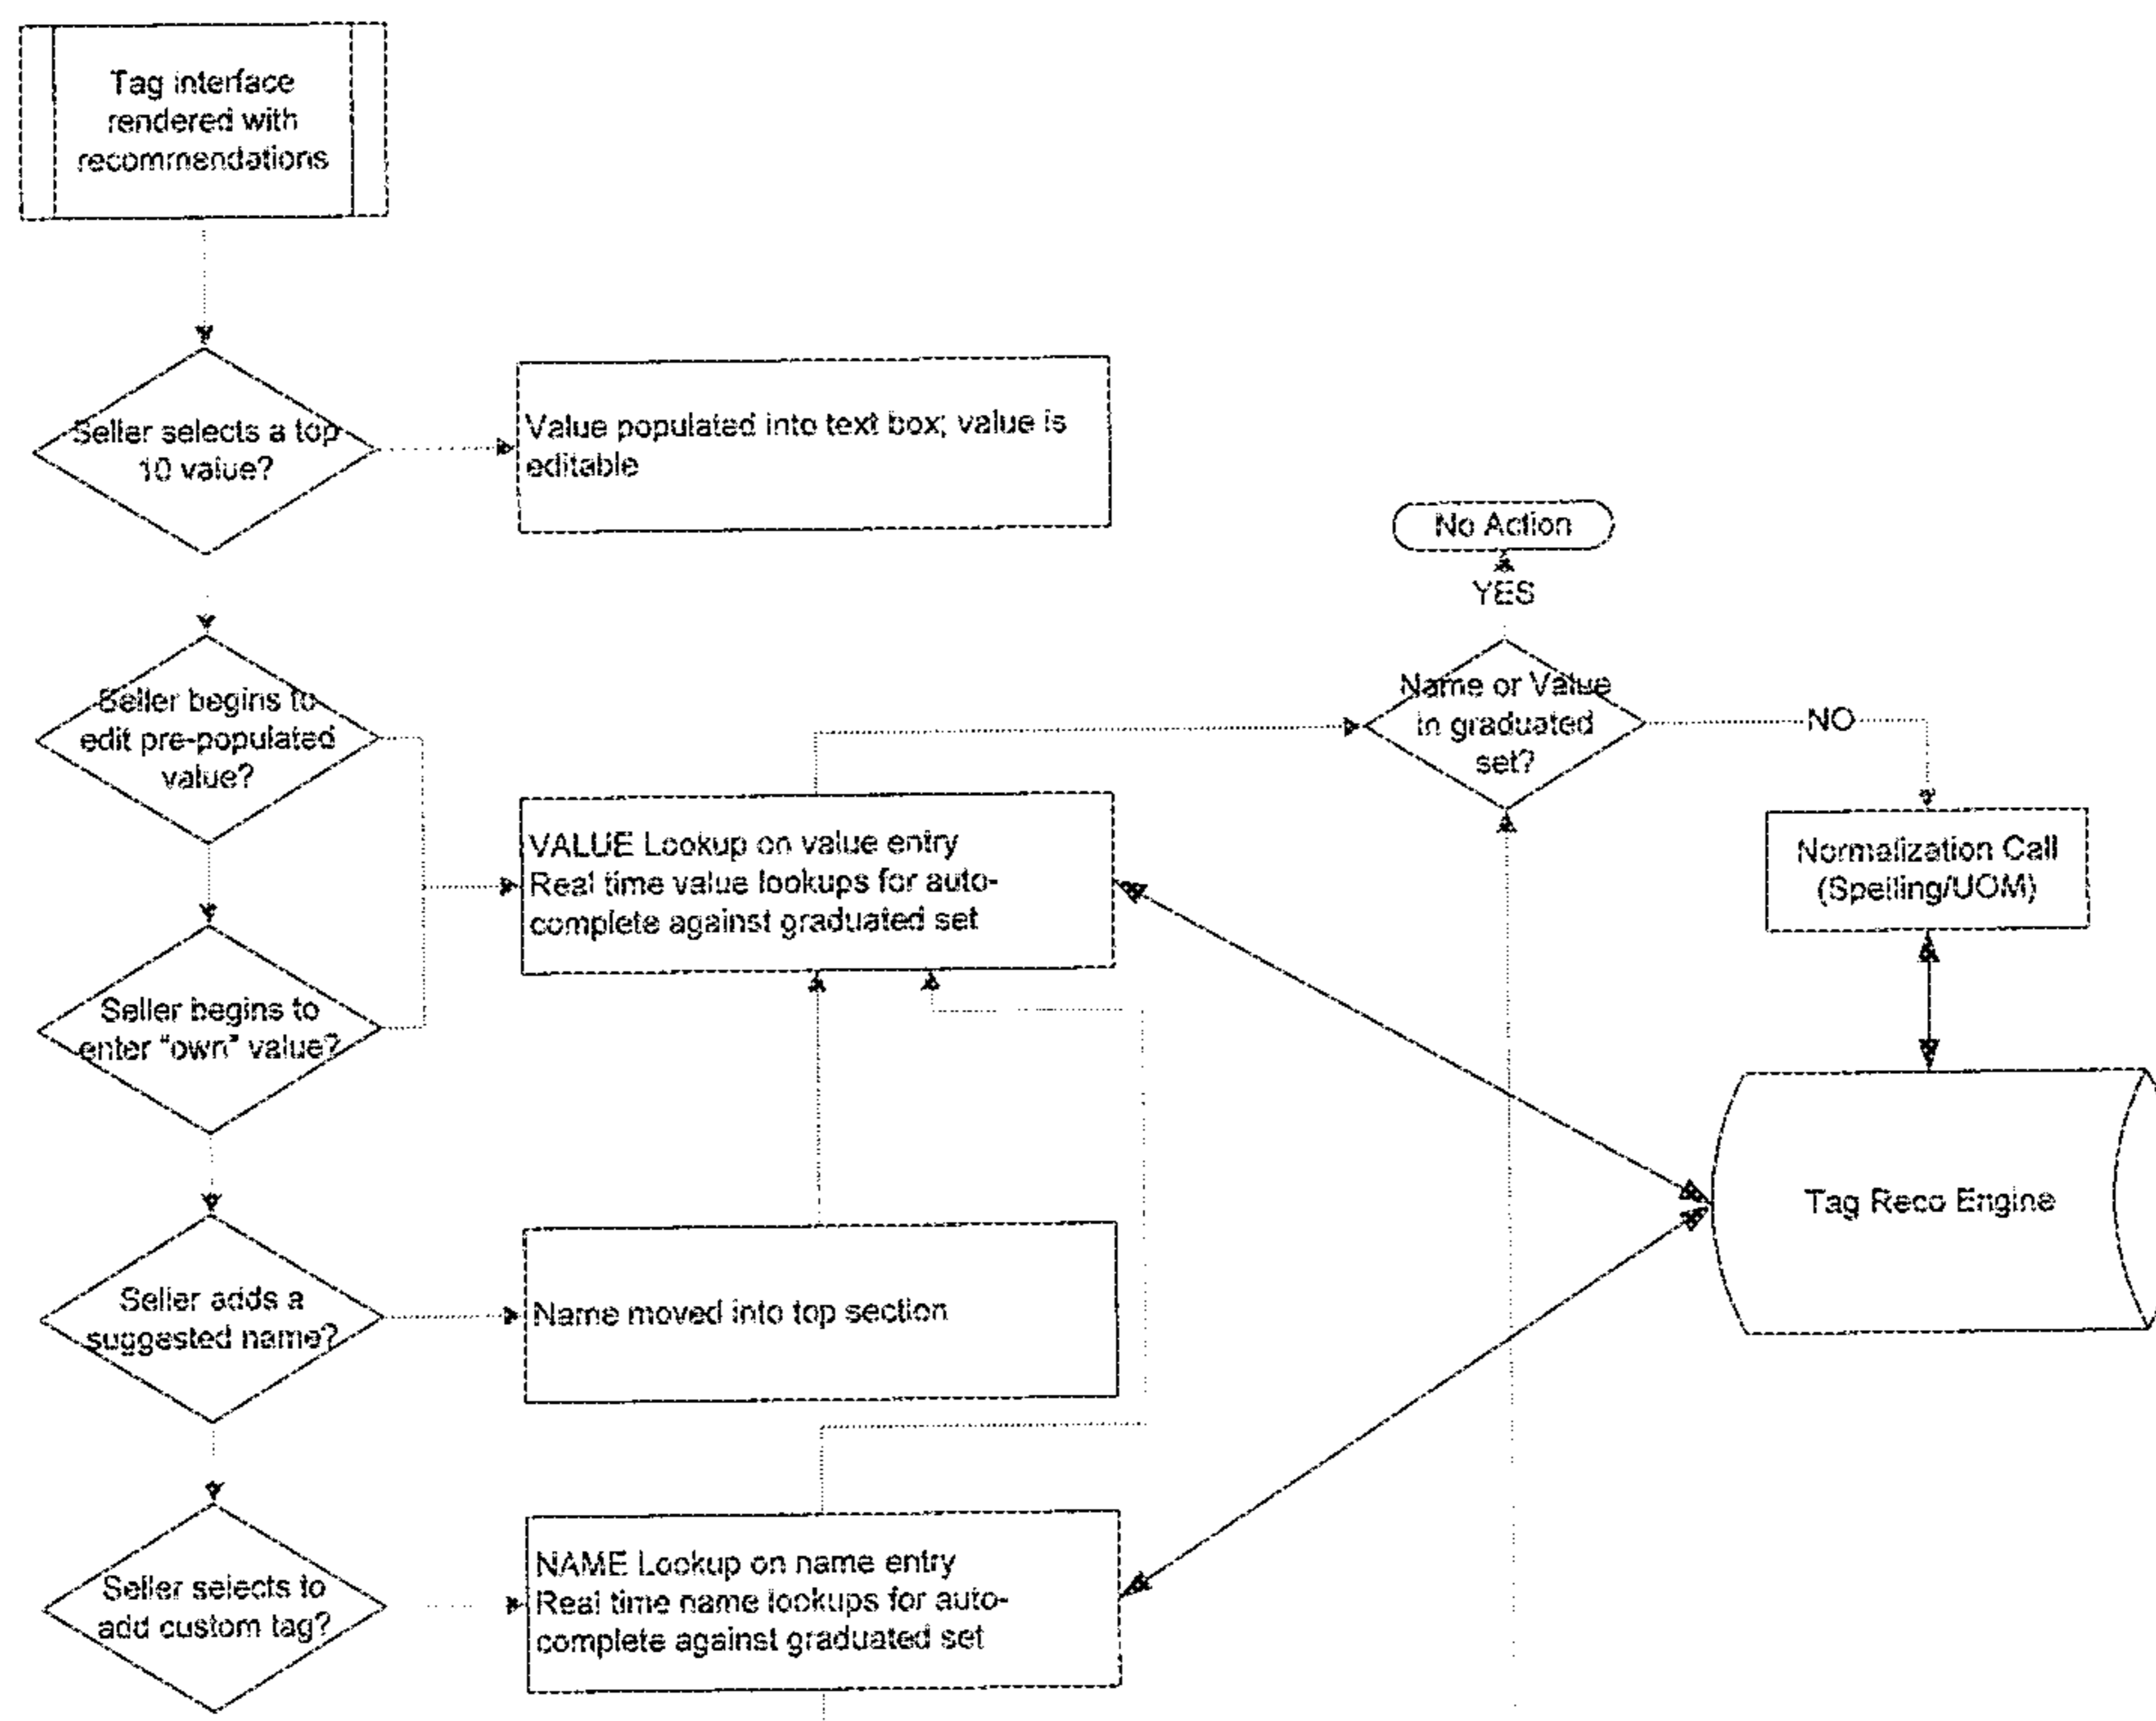 Tag interface
rendered with
recommendations
Seller selects a top
10 value?
Value populated into text box; value is
editable
No Action
YES
Seller begins to
edit pre-populated
value?
Name or Value
in graduated
set?
NO
VALUE Lookup on value entry
Real time value lookups for auto-
complete against graduated set
Normalization Call
(Spelling/UOM)
Seller begins to
enter "own" value?
Tag Reco Engine
Seller adds a
suggested name?
Name moved into top section
Seller selects to
add custom tag?
NAME Lookup on name entry
Real time name lookups for auto-
complete against graduated set